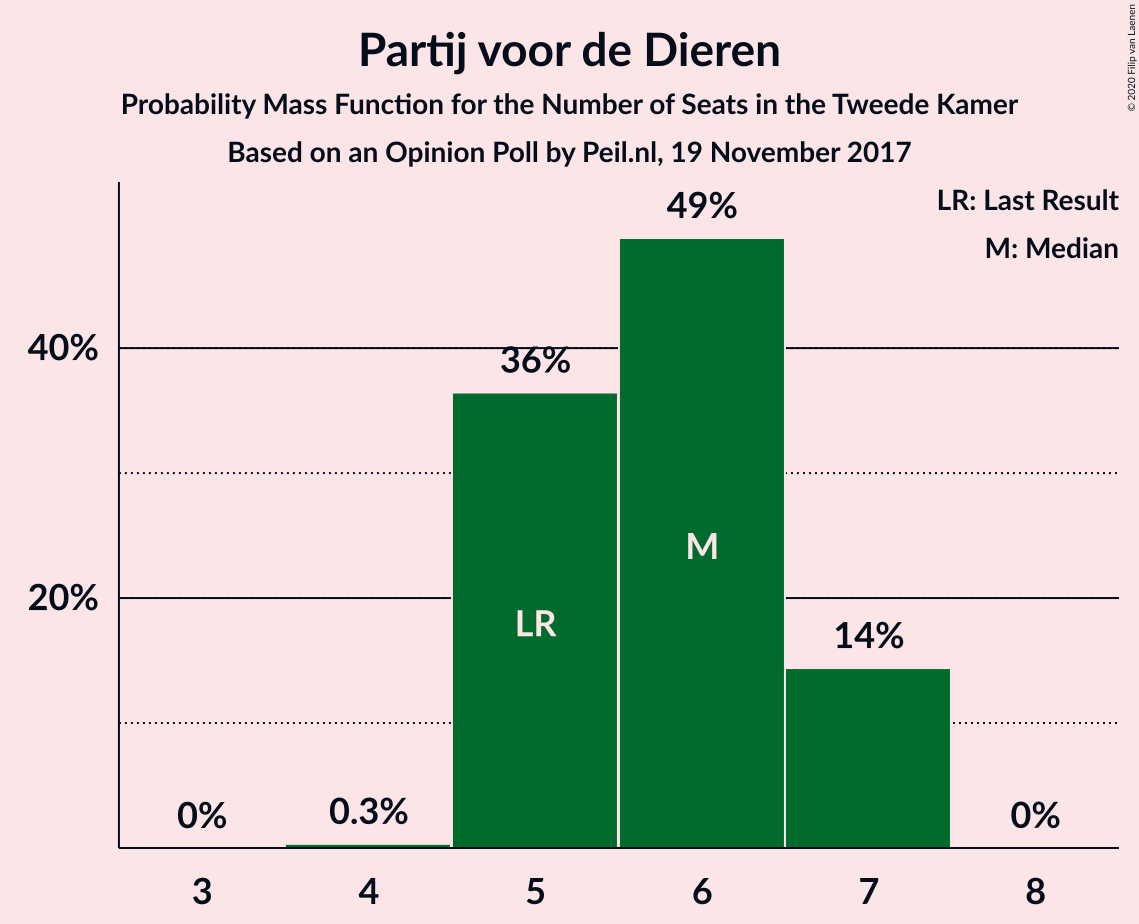 Partij voor de Dieren
Probability Mass Function for the Number of Seats in the Tweede Kamer
Based on an Opinion Poll by Peil.nl, 19 November 2017
© 2020 Filip van Laenen
LR: Last Result
M: Median
49%
40%
36%
M
20%
LR
14%
0%
0.3%
0%
3
4
5
6
7
8